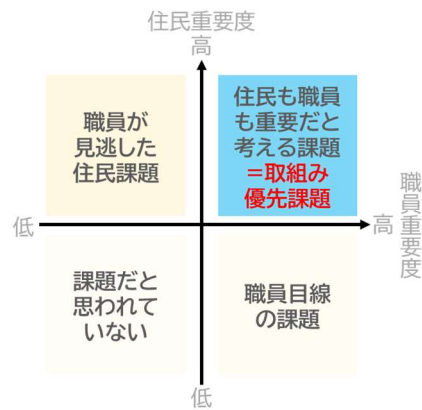 住民重要度
高
職員が
見逃した
住民課題
住民も職員
も重要だと
考える課題
＝取組み
優先課題
低
高
職員重要度
課題だと
思われて
いない
職員目線
の課題
低